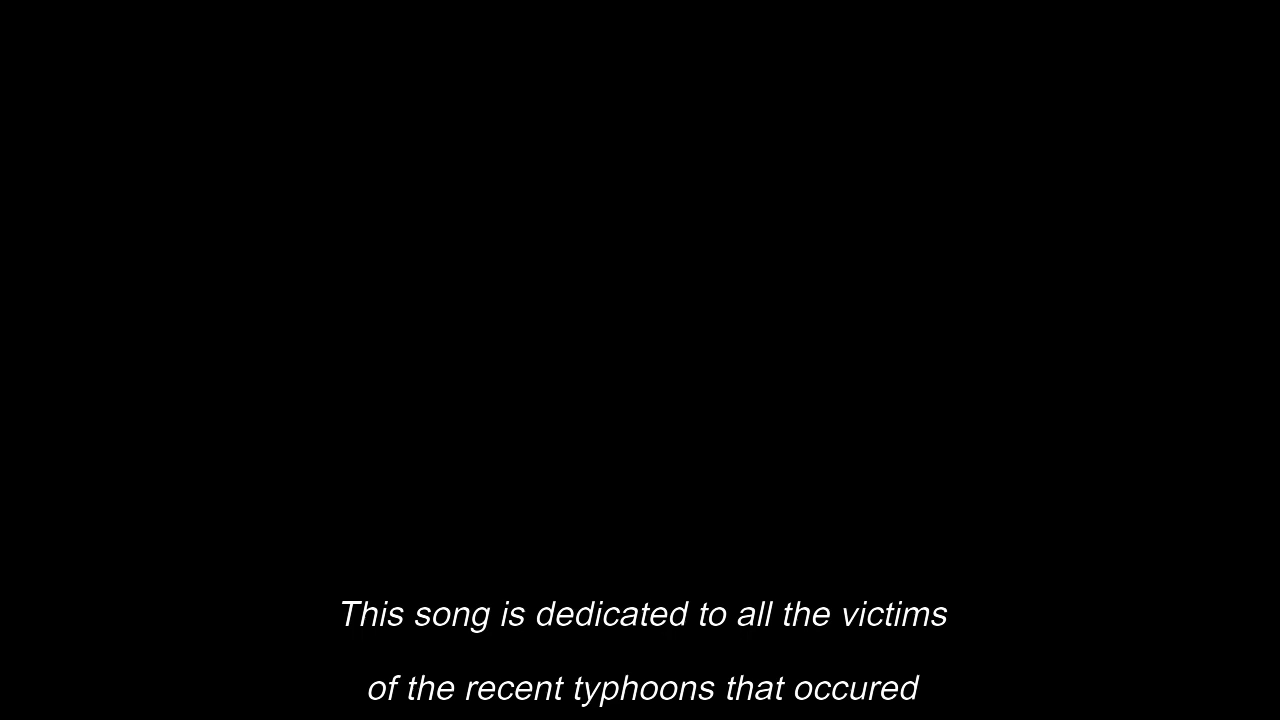 This song is dedicated to all the victims
of the recent typhoons that occured